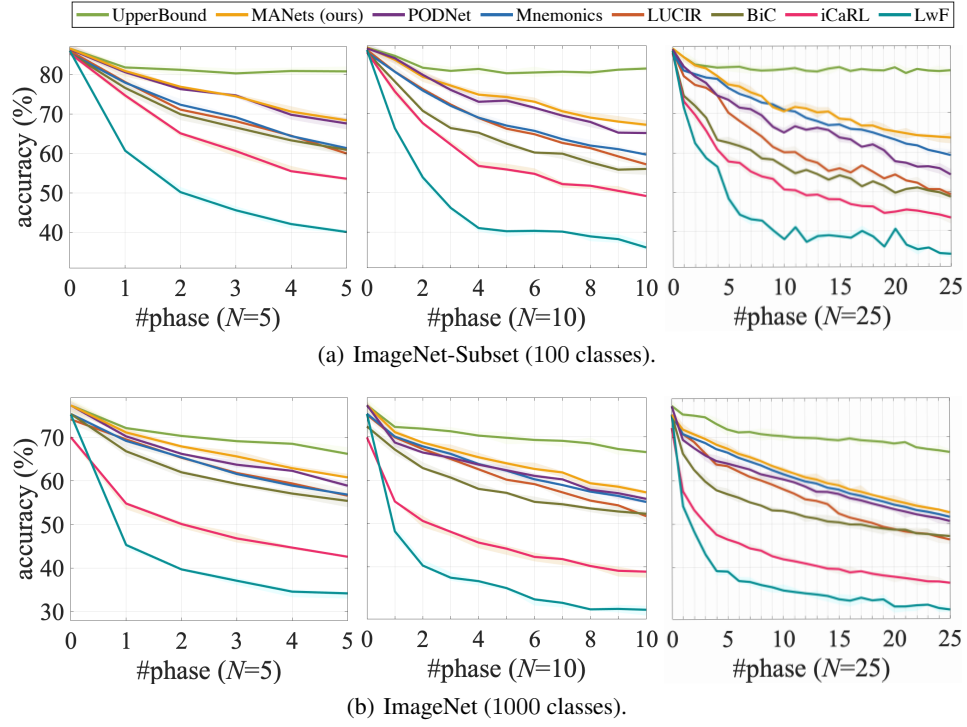 UpperBound MANets (ours) PODNet Mnemonics LUCIR BiC iCaRL LwF
accuracy (%)
80
70
60
50
40
0 1 2 3 4 5
0 2 4 6 8 10
0 5 10 15 20 25
#phase (N=5)
#phase (N=10)
#phase (N=25)
(a) ImageNet-Subset (100 classes).
accuracy (%)
70
60
50
40
30
0 1 2 3 4 5
0 2 4 6 8 10
0 5 10 15 20 25
#phase (N=5)
#phase (N=10)
#phase (N=25)
(b) ImageNet (1000 classes).